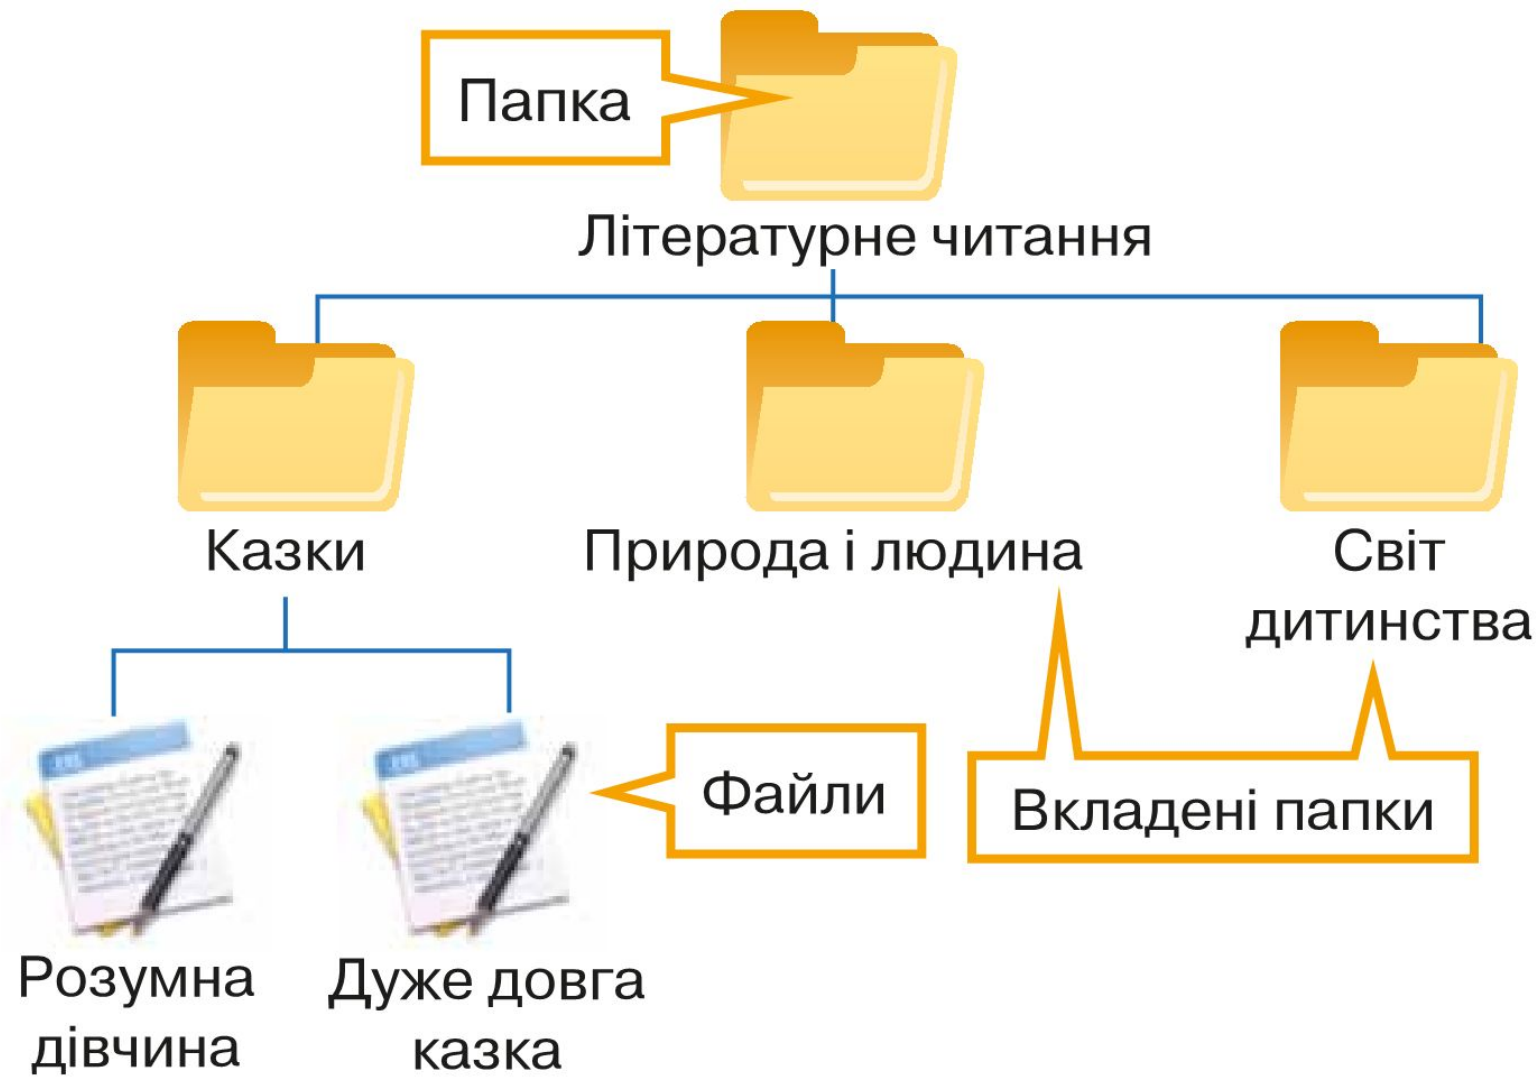 Папка
Літературне читання
Казки
Природа і людина
Світ
дитинства
Файли
Вкладені папки
Розумна
дівчина
Дуже довга
казка